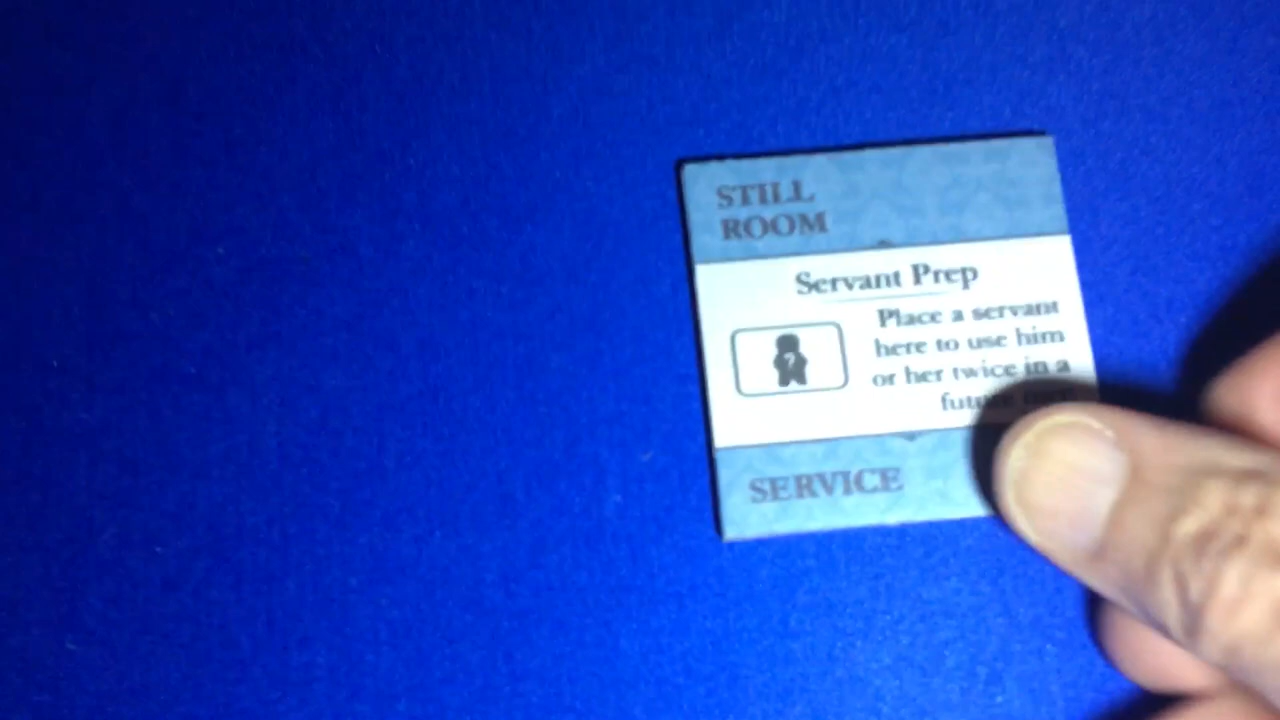 STILL
ROOM
Servant Prep
Place a servant
here to use him
or her twice in a
?
SERVICE